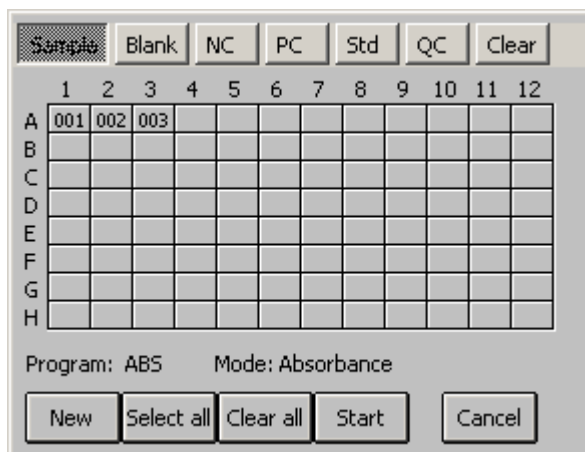 Sample Blank NC PC Std QC Clear
1 2 3 4 5 6 7 8 9 10 11 12
A 001 002 003
B
C
D
E
F
G
H
Program: ABS Mode: Absorbance
New Select all Clear all Start Cancel